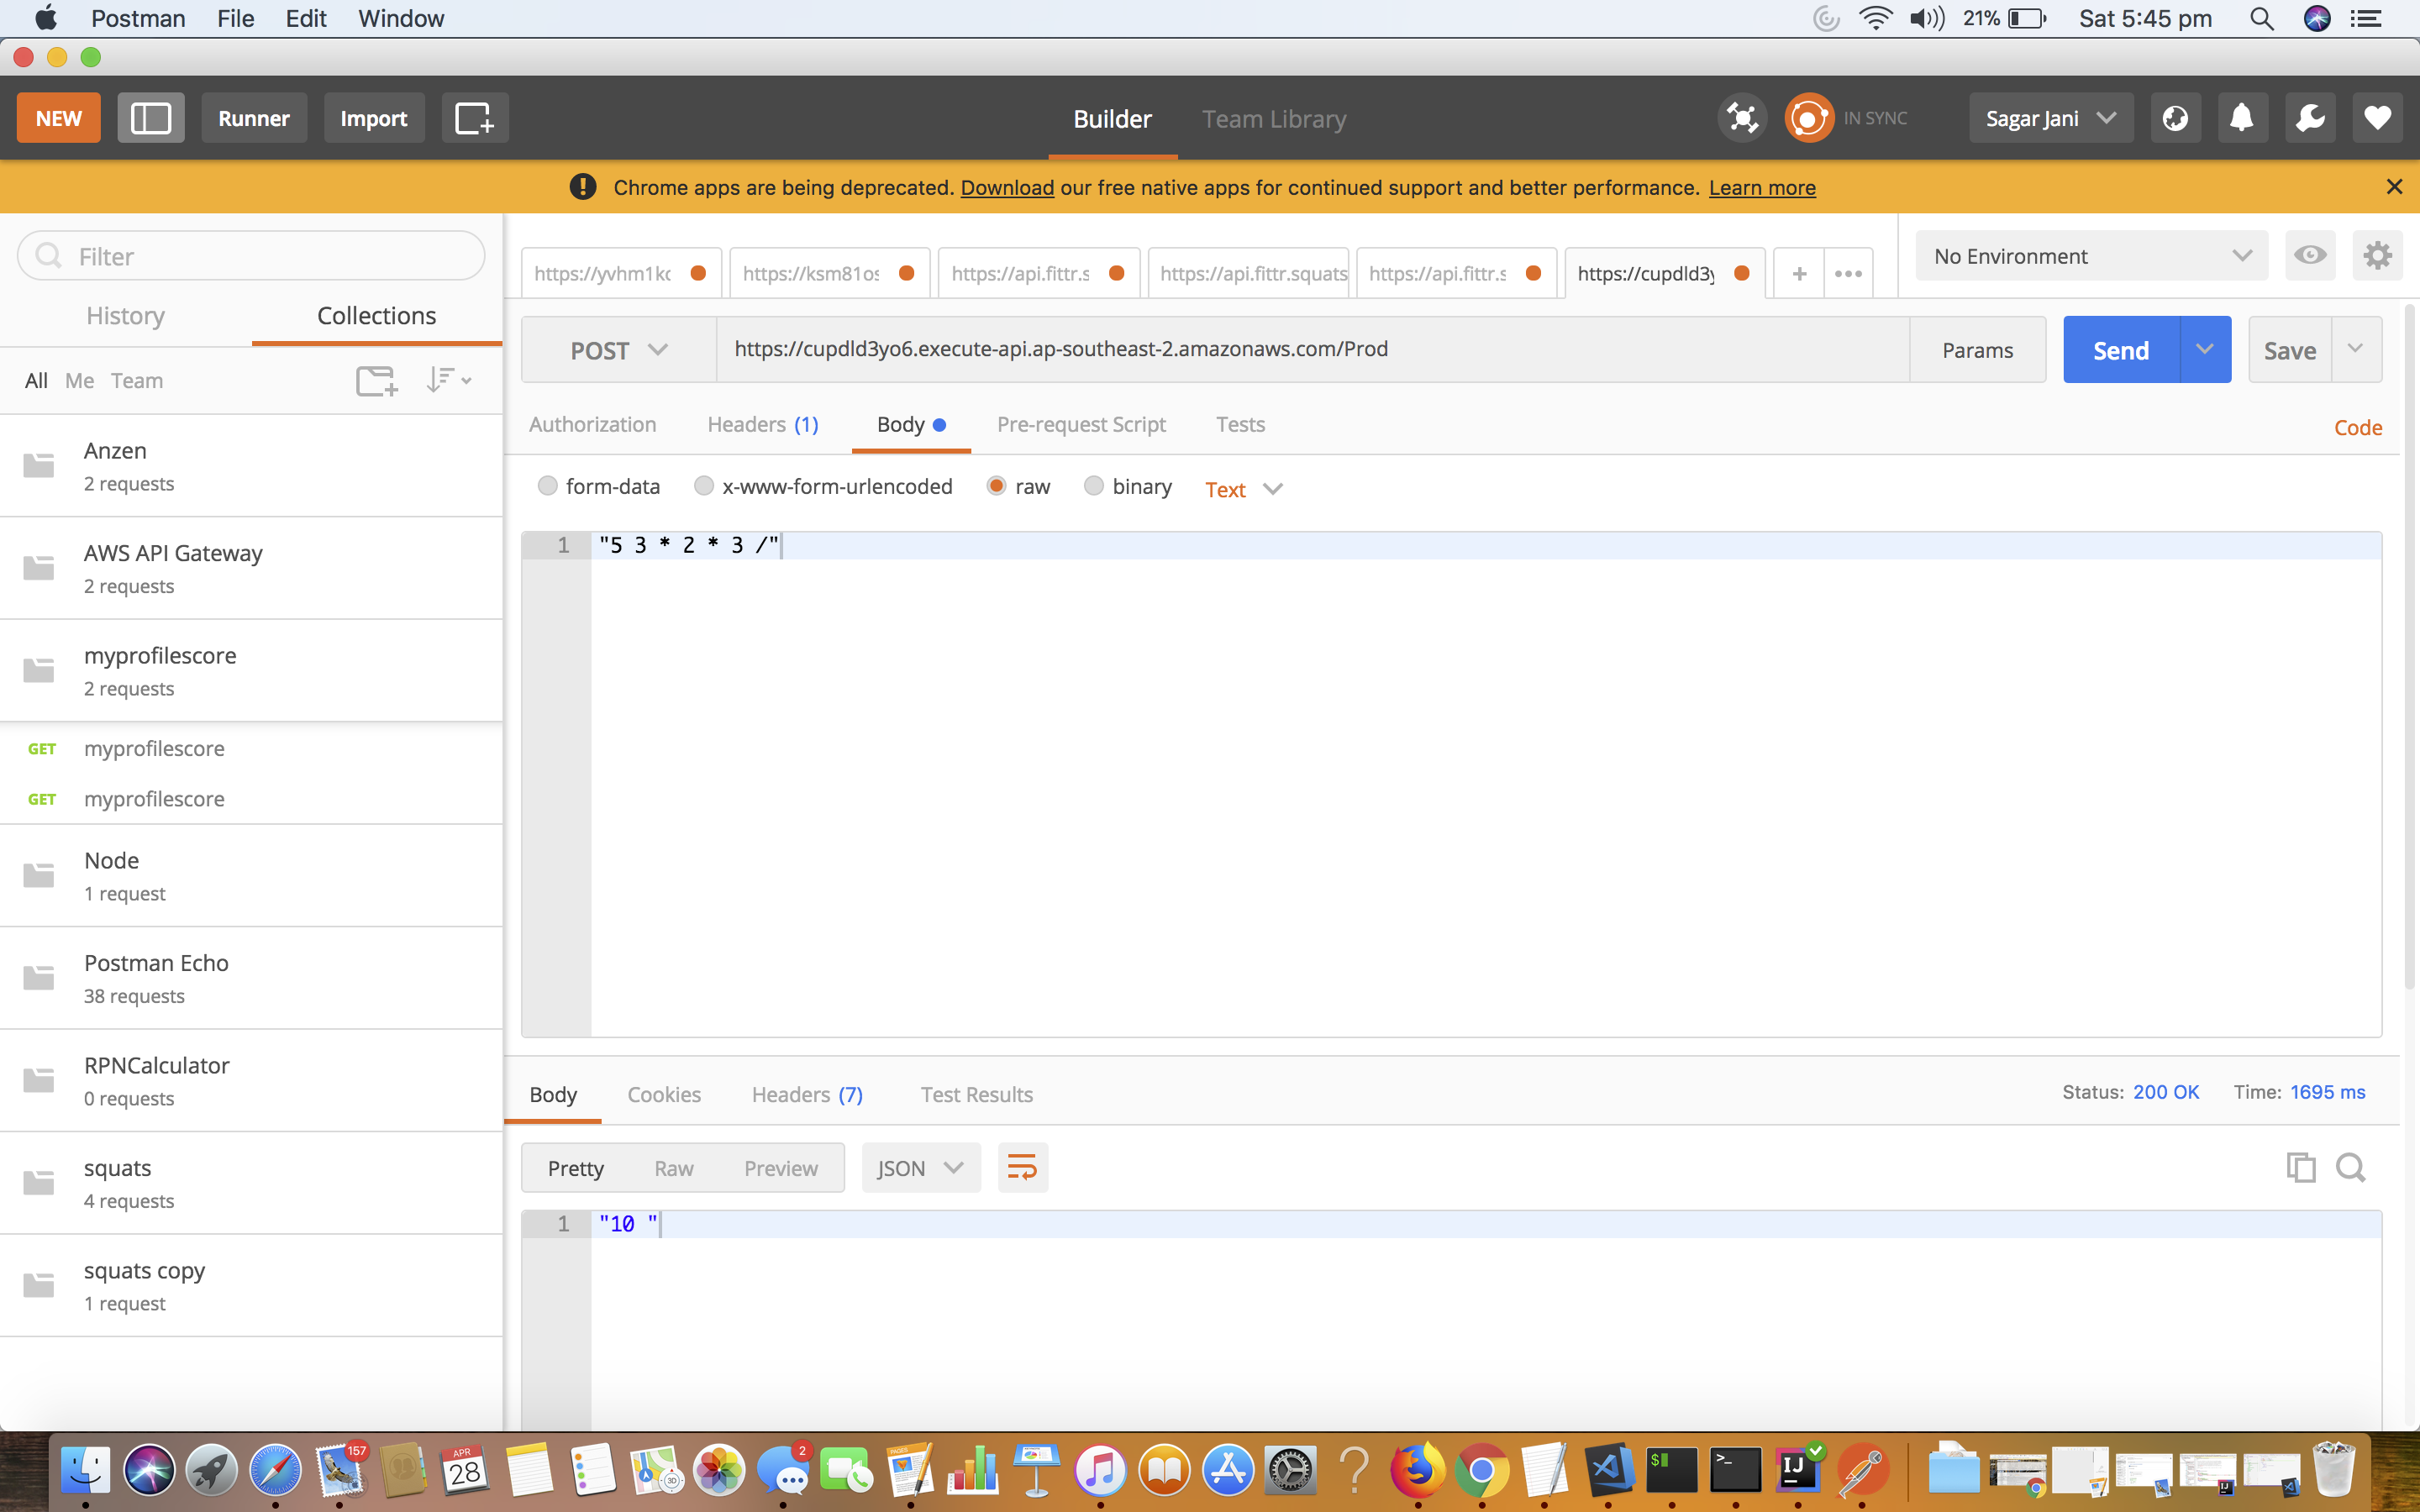 Postman File Edit Window 21% Sat 5:45 pm
NEW Runner Import Builder Team Library IN SYNC Sagar Jani
Chrome apps are being deprecated. Download our free native apps for continued support and better performance. Learn more
Filter
https://yvhm1kc https://ksm81os https://api.fittr.s https://api.fittr.squats https://api.fittr.s https://cupdld3y + ••• No Environment
History Collections
POST https://cupdld3yo6.execute-api.ap-southeast-2.amazonaws.com/Prod Params Send Save
All Me Team
Authorization Headers (1) Body Pre-request Script Tests Code
form-data x-www-form-urlencoded raw binary Text
1 "5 3 * 2 * 3 /"
Anzen
2 requests
AWS API Gateway
2 requests
myprofilescore
2 requests
GET myprofilescore
GET myprofilescore
Node
1 request
Postman Echo
38 requests
RPNCalculator
0 requests
squats
4 requests
squats copy
1 request
Body Cookies Headers (7) Test Results Status: 200 OK Time: 1695 ms
Pretty Raw Preview JSON
1 "10 "
157 APR 28 3D 2 PAGES $ >_ IJ